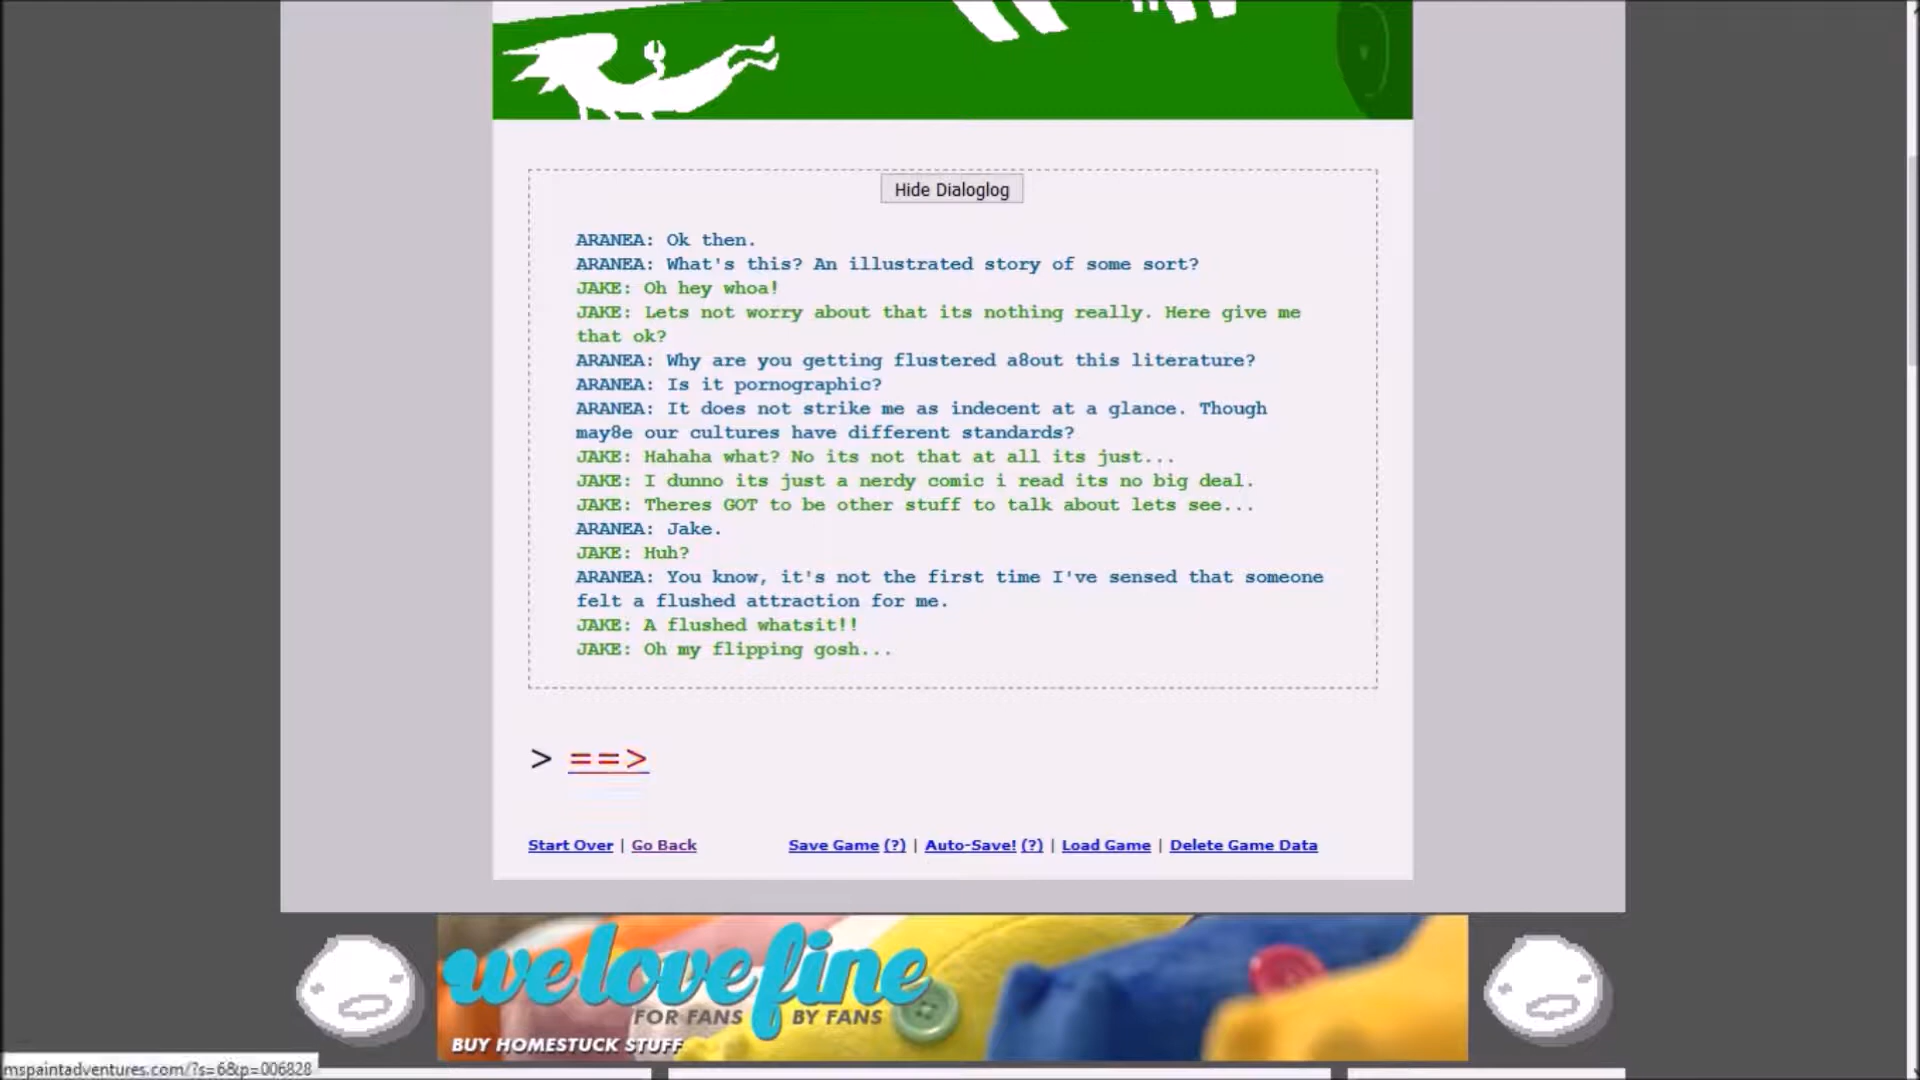 Hide Dialoglog
ARANEA: Ok then.
ARANEA: What's this? An illustrated story of some sort?
JAKE: Oh hey whoa!
JAKE: Lets not worry about that its nothing really. Here give me
that ok?
ARANEA: Why are you getting flustered a8out this literature?
ARANEA: Is it pornographic?
ARANEA: It does not strike me as indecent at a glance. Though
may8e our cultures have different standards?
JAKE: Hahaha what? No its not that at all its just...
JAKE: I dunno its just a nerdy comic i read its no big deal.
JAKE: Theres GOT to be other stuff to talk about lets see...
ARANEA: Jake.
JAKE: Huh?
ARANEA: You know, it's not the first time I've sensed that someone
felt a flushed attraction for me.
JAKE: A flushed whatsit!!
JAKE: Oh my flipping gosh...
> ==>
Start Over | Go Back Save Game (?) | Auto-Save! (?) | Load Game | Delete Game Data
welovefine
FOR FANS / BY FANS
BUY HOMESTUCK STUFF
mspaintadventures.com/?s=6&p=006828